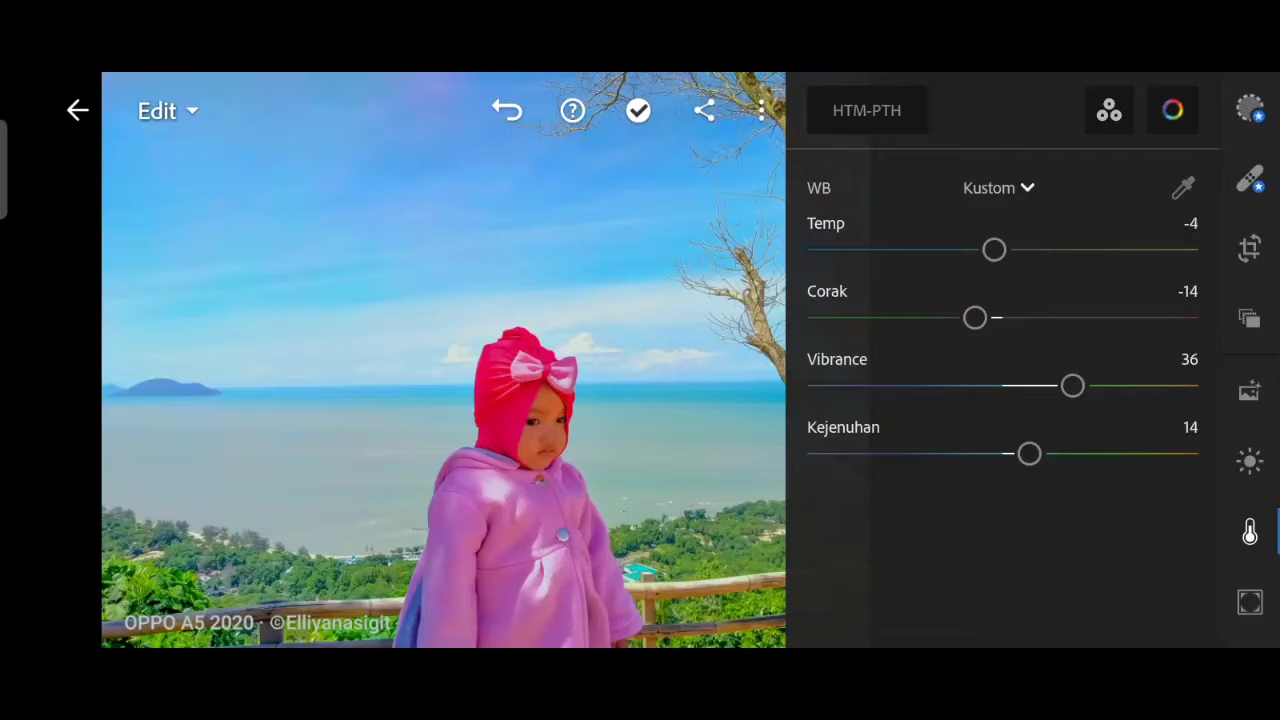 Edit
HTM-PTH
WB
Kustom
Temp
-4
Corak
-14
Vibrance
36
Kejenuhan
14
OPPO A5 2020 · ©Elliyanasigit